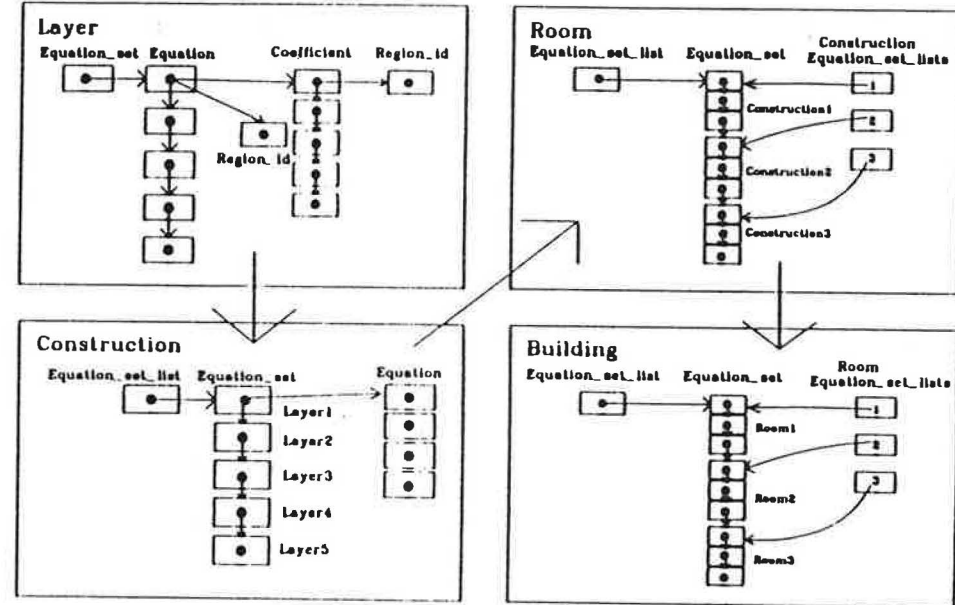 Layer
Equation_set Equation Coefficient Region_id
Region_id
Room
Equation_set_list Equation_set Construction
Equation_set_lists
1
Construction1
2
Construction2
3
Construction3
Construction
Equation_set_list Equation_set Equation
Layer1
Layer2
Layer3
Layer4
Layer5
Building
Equation_set_list Equation_set Room
Equation_set_lists
1
Room1
2
Room2
3
Room3